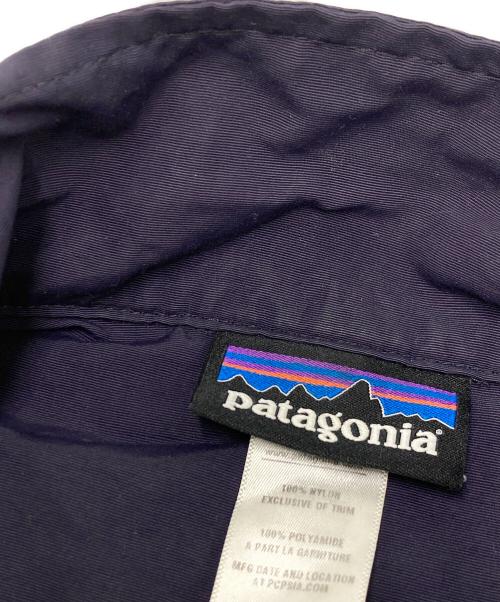 patagonia®
100% NYLON
EXCLUSIVE OF TRIM
100% POLYAMIDE
A PART LA GARNITURE
MFG DATE AND LOCATION
AT PCPSIA.COM